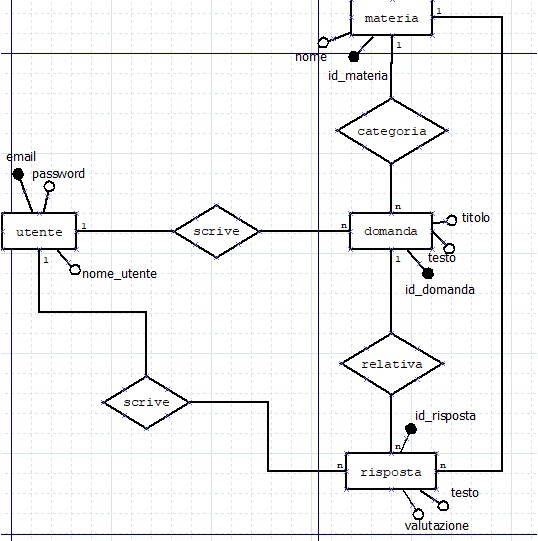 materia
1
nome
1
id_materia
categoria
email
password
n
utente
1
scrive
n
domanda
titolo
testo
1
nome_utente
1
id_domanda
relativa
scrive
id_risposta
n
n
risposta
n
testo
valutazione